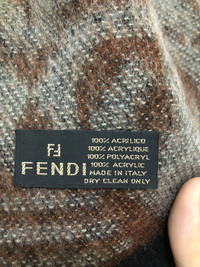 FF
FENDI
100% ACRILICO
100% ACRYLIQUE
100% POLYACRYL
100% ACRYLIC
MADE IN ITALY
DRY CLEAN ONLY